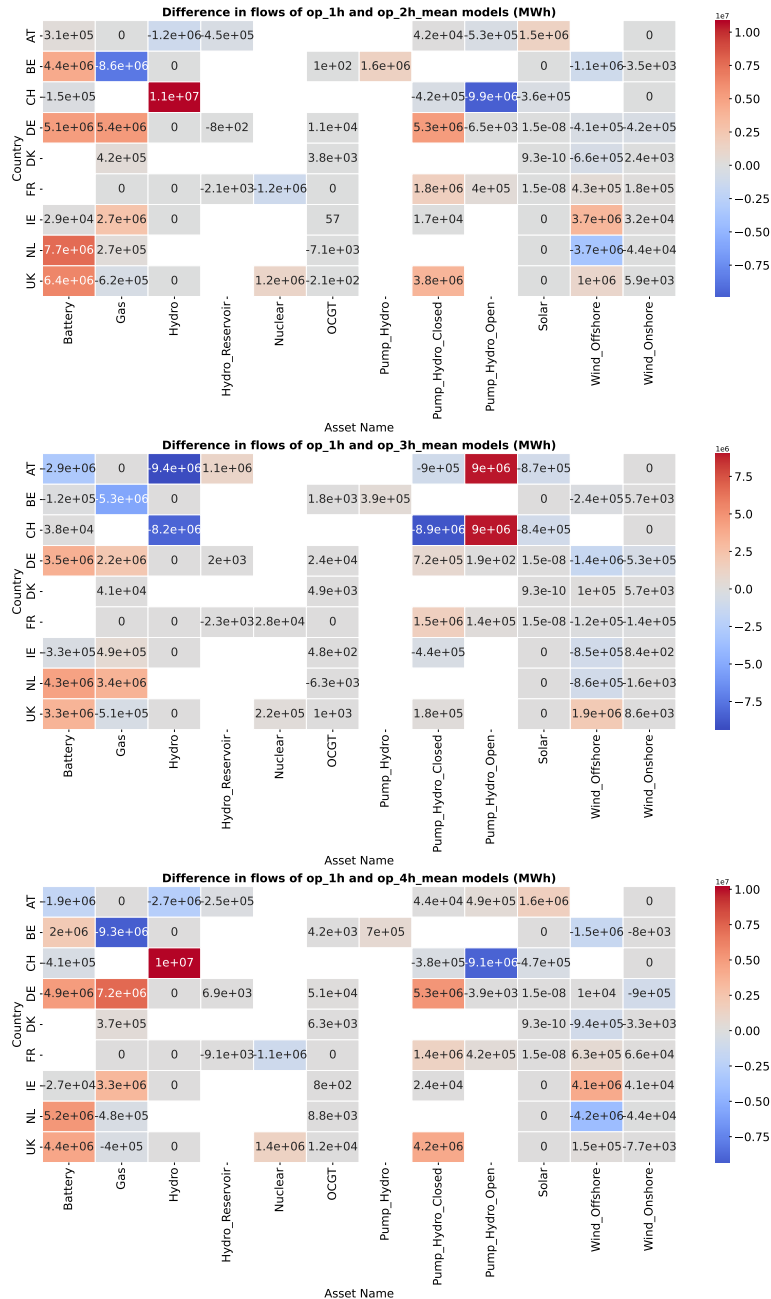 Difference in flows of op_1h and op_2h_mean models (MWh)
AT -3.1e+05 0 -1.2e+06 -4.5e+05 4.2e+04 -5.3e+05 1.5e+06 0
BE 4.4e+06 -8.6e+06 0 1e+02 1.6e+06 0 -1.1e+06 -3.5e+03
CH -1.5e+05 1.1e+07 -4.2e+05 -9.9e+06 -3.6e+05 0
DE 5.1e+06 5.4e+06 0 -8e+02 1.1e+04 5.3e+06 -6.5e+03 1.5e-08 -4.1e+05 -4.2e+05
DK 4.2e+05 3.8e+03 9.3e-10 -6.6e+05 2.4e+03
FR 0 0 -2.1e+03 -1.2e+06 0 1.8e+06 4e+05 1.5e-08 4.3e+05 1.8e+05
IE -2.9e+04 2.7e+06 0 57 1.7e+04 0 3.7e+06 3.2e+04
NL 7.7e+06 2.7e+05 -7.1e+03 0 -3.7e+06 -4.4e+04
UK 6.4e+06 -6.2e+05 0 1.2e+06 -2.1e+02 3.8e+06 0 1e+06 5.9e+03
Country
Battery Gas Hydro Hydro_Reservoir Nuclear OCGT Pump_Hydro Pump_Hydro_Closed Pump_Hydro_Open Solar Wind_Offshore Wind_Onshore
Asset Name
1e7
1.00
0.75
0.50
0.25
0.00
-0.25
-0.50
-0.75
Difference in flows of op_1h and op_3h_mean models (MWh)
AT -2.9e+06 0 -9.4e+06 1.1e+06 -9e+05 9e+06 -8.7e+05 0
BE -1.2e+05 -5.3e+06 0 1.8e+03 3.9e+05 0 -2.4e+05 5.7e+03
CH -3.8e+04 -8.2e+06 -8.9e+06 9e+06 -8.4e+05 0
DE 3.5e+06 2.2e+06 0 2e+03 2.4e+04 7.2e+05 1.9e+02 1.5e-08 -1.4e+06 -5.3e+05
DK 4.1e+04 4.9e+03 9.3e-10 1e+05 5.7e+03
FR 0 0 -2.3e+03 2.8e+04 0 1.5e+06 1.4e+05 1.5e-08 -1.2e+05 -1.4e+05
IE -3.3e+05 4.9e+05 0 4.8e+02 -4.4e+05 0 -8.5e+05 8.4e+02
NL 4.3e+06 3.4e+06 -6.3e+03 0 -8.6e+05 -1.6e+03
UK 3.3e+06 -5.1e+05 0 2.2e+05 1e+03 1.8e+05 0 1.9e+06 8.6e+03
Country
Battery Gas Hydro Hydro_Reservoir Nuclear OCGT Pump_Hydro Pump_Hydro_Closed Pump_Hydro_Open Solar Wind_Offshore Wind_Onshore
Asset Name
1e6
7.5
5.0
2.5
0.0
-2.5
-5.0
-7.5
Difference in flows of op_1h and op_4h_mean models (MWh)
AT -1.9e+06 0 -2.7e+06 -2.5e+05 4.4e+04 4.9e+05 1.6e+06 0
BE 2e+06 -9.3e+06 0 4.2e+03 7e+05 0 -1.5e+06 -8e+03
CH -4.1e+05 1e+07 -3.8e+05 -9.1e+06 -4.7e+05 0
DE 4.9e+06 7.2e+06 0 6.9e+03 5.1e+04 5.3e+06 -3.9e+03 1.5e-08 1e+04 -9e+05
DK 3.7e+05 6.3e+03 9.3e-10 -9.4e+05 -3.3e+03
FR 0 0 -9.1e+03 -1.1e+06 0 1.4e+06 4.2e+05 1.5e-08 6.3e+05 6.6e+04
IE -2.7e+04 3.3e+06 0 8e+02 2.4e+04 0 4.1e+06 4.1e+04
NL 5.2e+06 -4.8e+05 8.8e+03 0 -4.2e+06 -4.4e+04
UK 4.4e+06 -4e+05 0 1.4e+06 1.2e+04 4.2e+06 0 1.5e+05 -7.7e+03
Country
Battery Gas Hydro Hydro_Reservoir Nuclear OCGT Pump_Hydro Pump_Hydro_Closed Pump_Hydro_Open Solar Wind_Offshore Wind_Onshore
Asset Name
1e7
1.00
0.75
0.50
0.25
0.00
-0.25
-0.50
-0.75